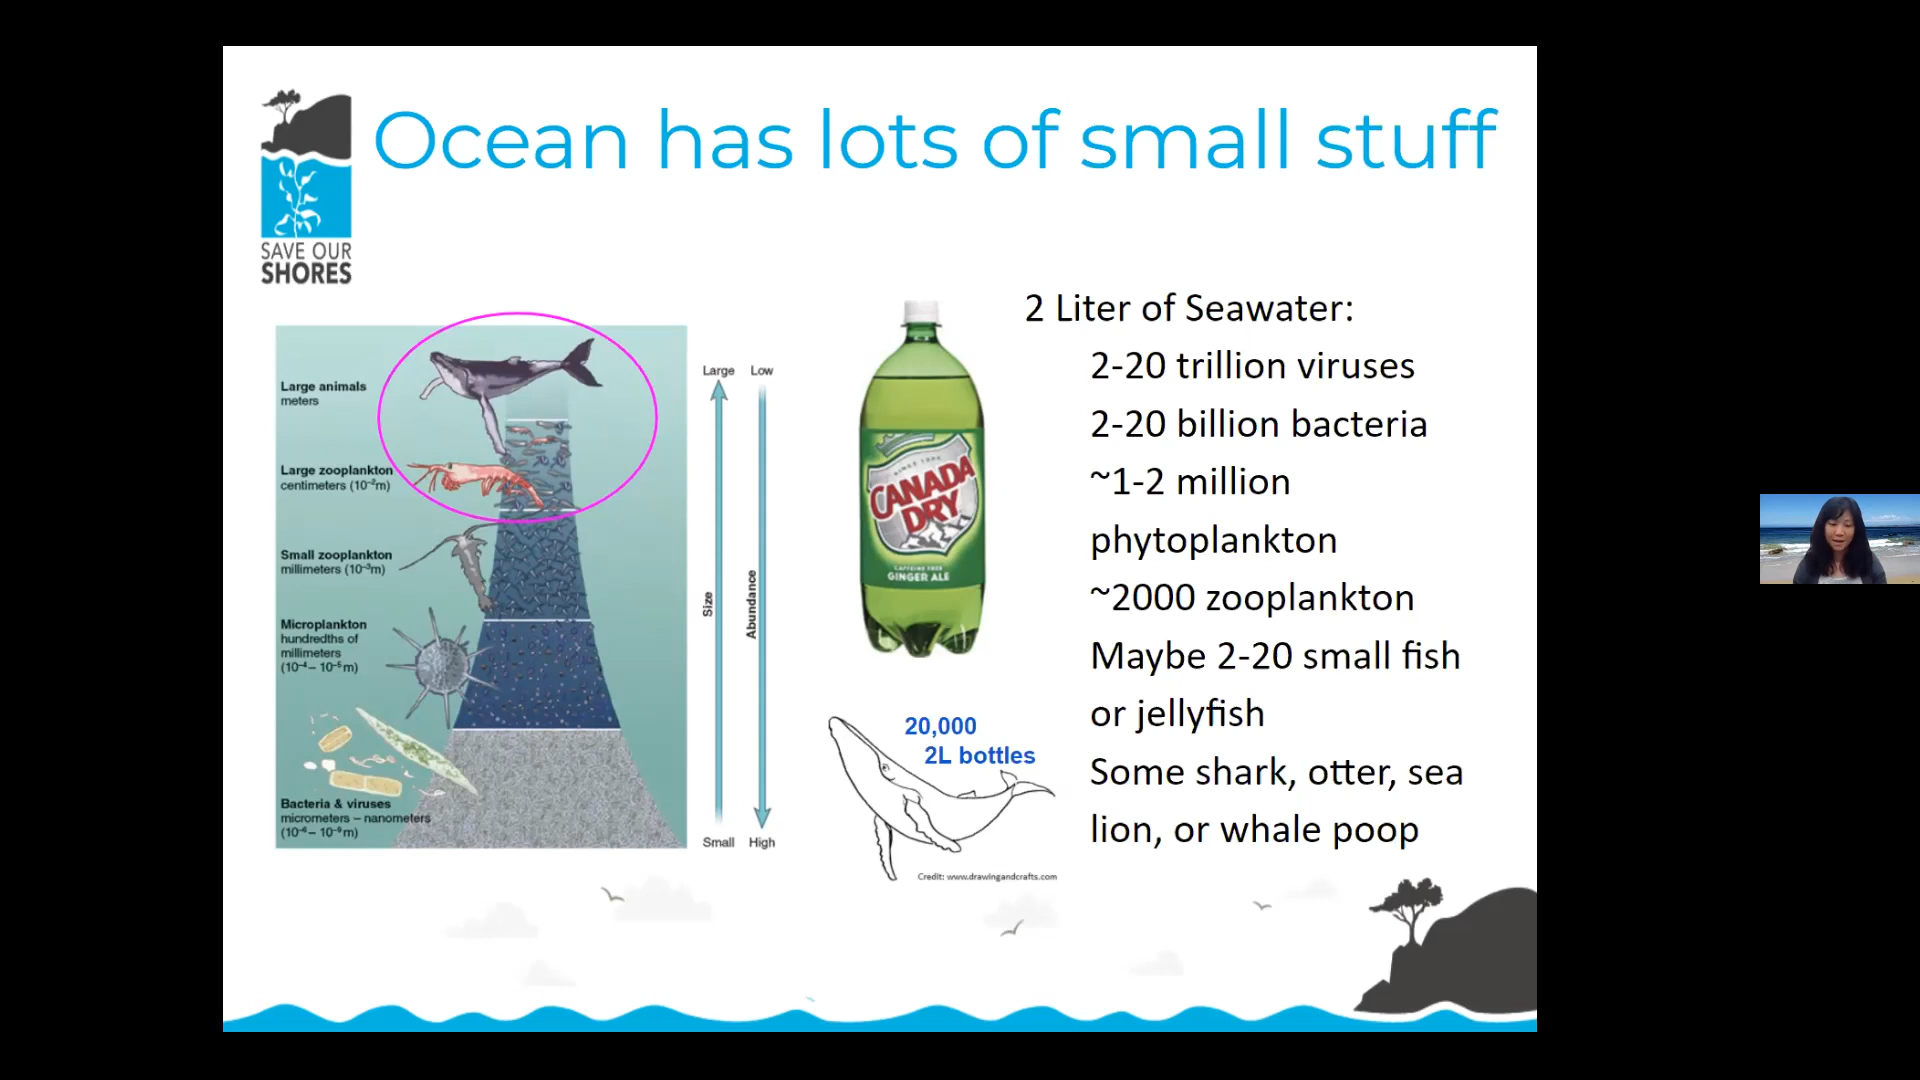 Ocean has lots of small stuff
SAVE OUR
SHORES
Large animals
meters
Large zooplankton
centimeters (10⁻²m)
Small zooplankton
millimeters (10⁻³m)
Microplankton
hundredths of
millimeters
(10⁻⁴– 10⁻⁵m)
Bacteria & viruses
micrometers – nanometers
(10⁻⁶– 10⁻⁹m)
Large
Low
Size
Abundance
Small
High
SINCE 1904
CANADA
DRY
CAFFEINE FREE
GINGER ALE
20,000
2L bottles
Credit: www.drawingandcrafts.com
2 Liter of Seawater:
2-20 trillion viruses
2-20 billion bacteria
~1-2 million
phytoplankton
~2000 zooplankton
Maybe 2-20 small fish
or jellyfish
Some shark, otter, sea
lion, or whale poop